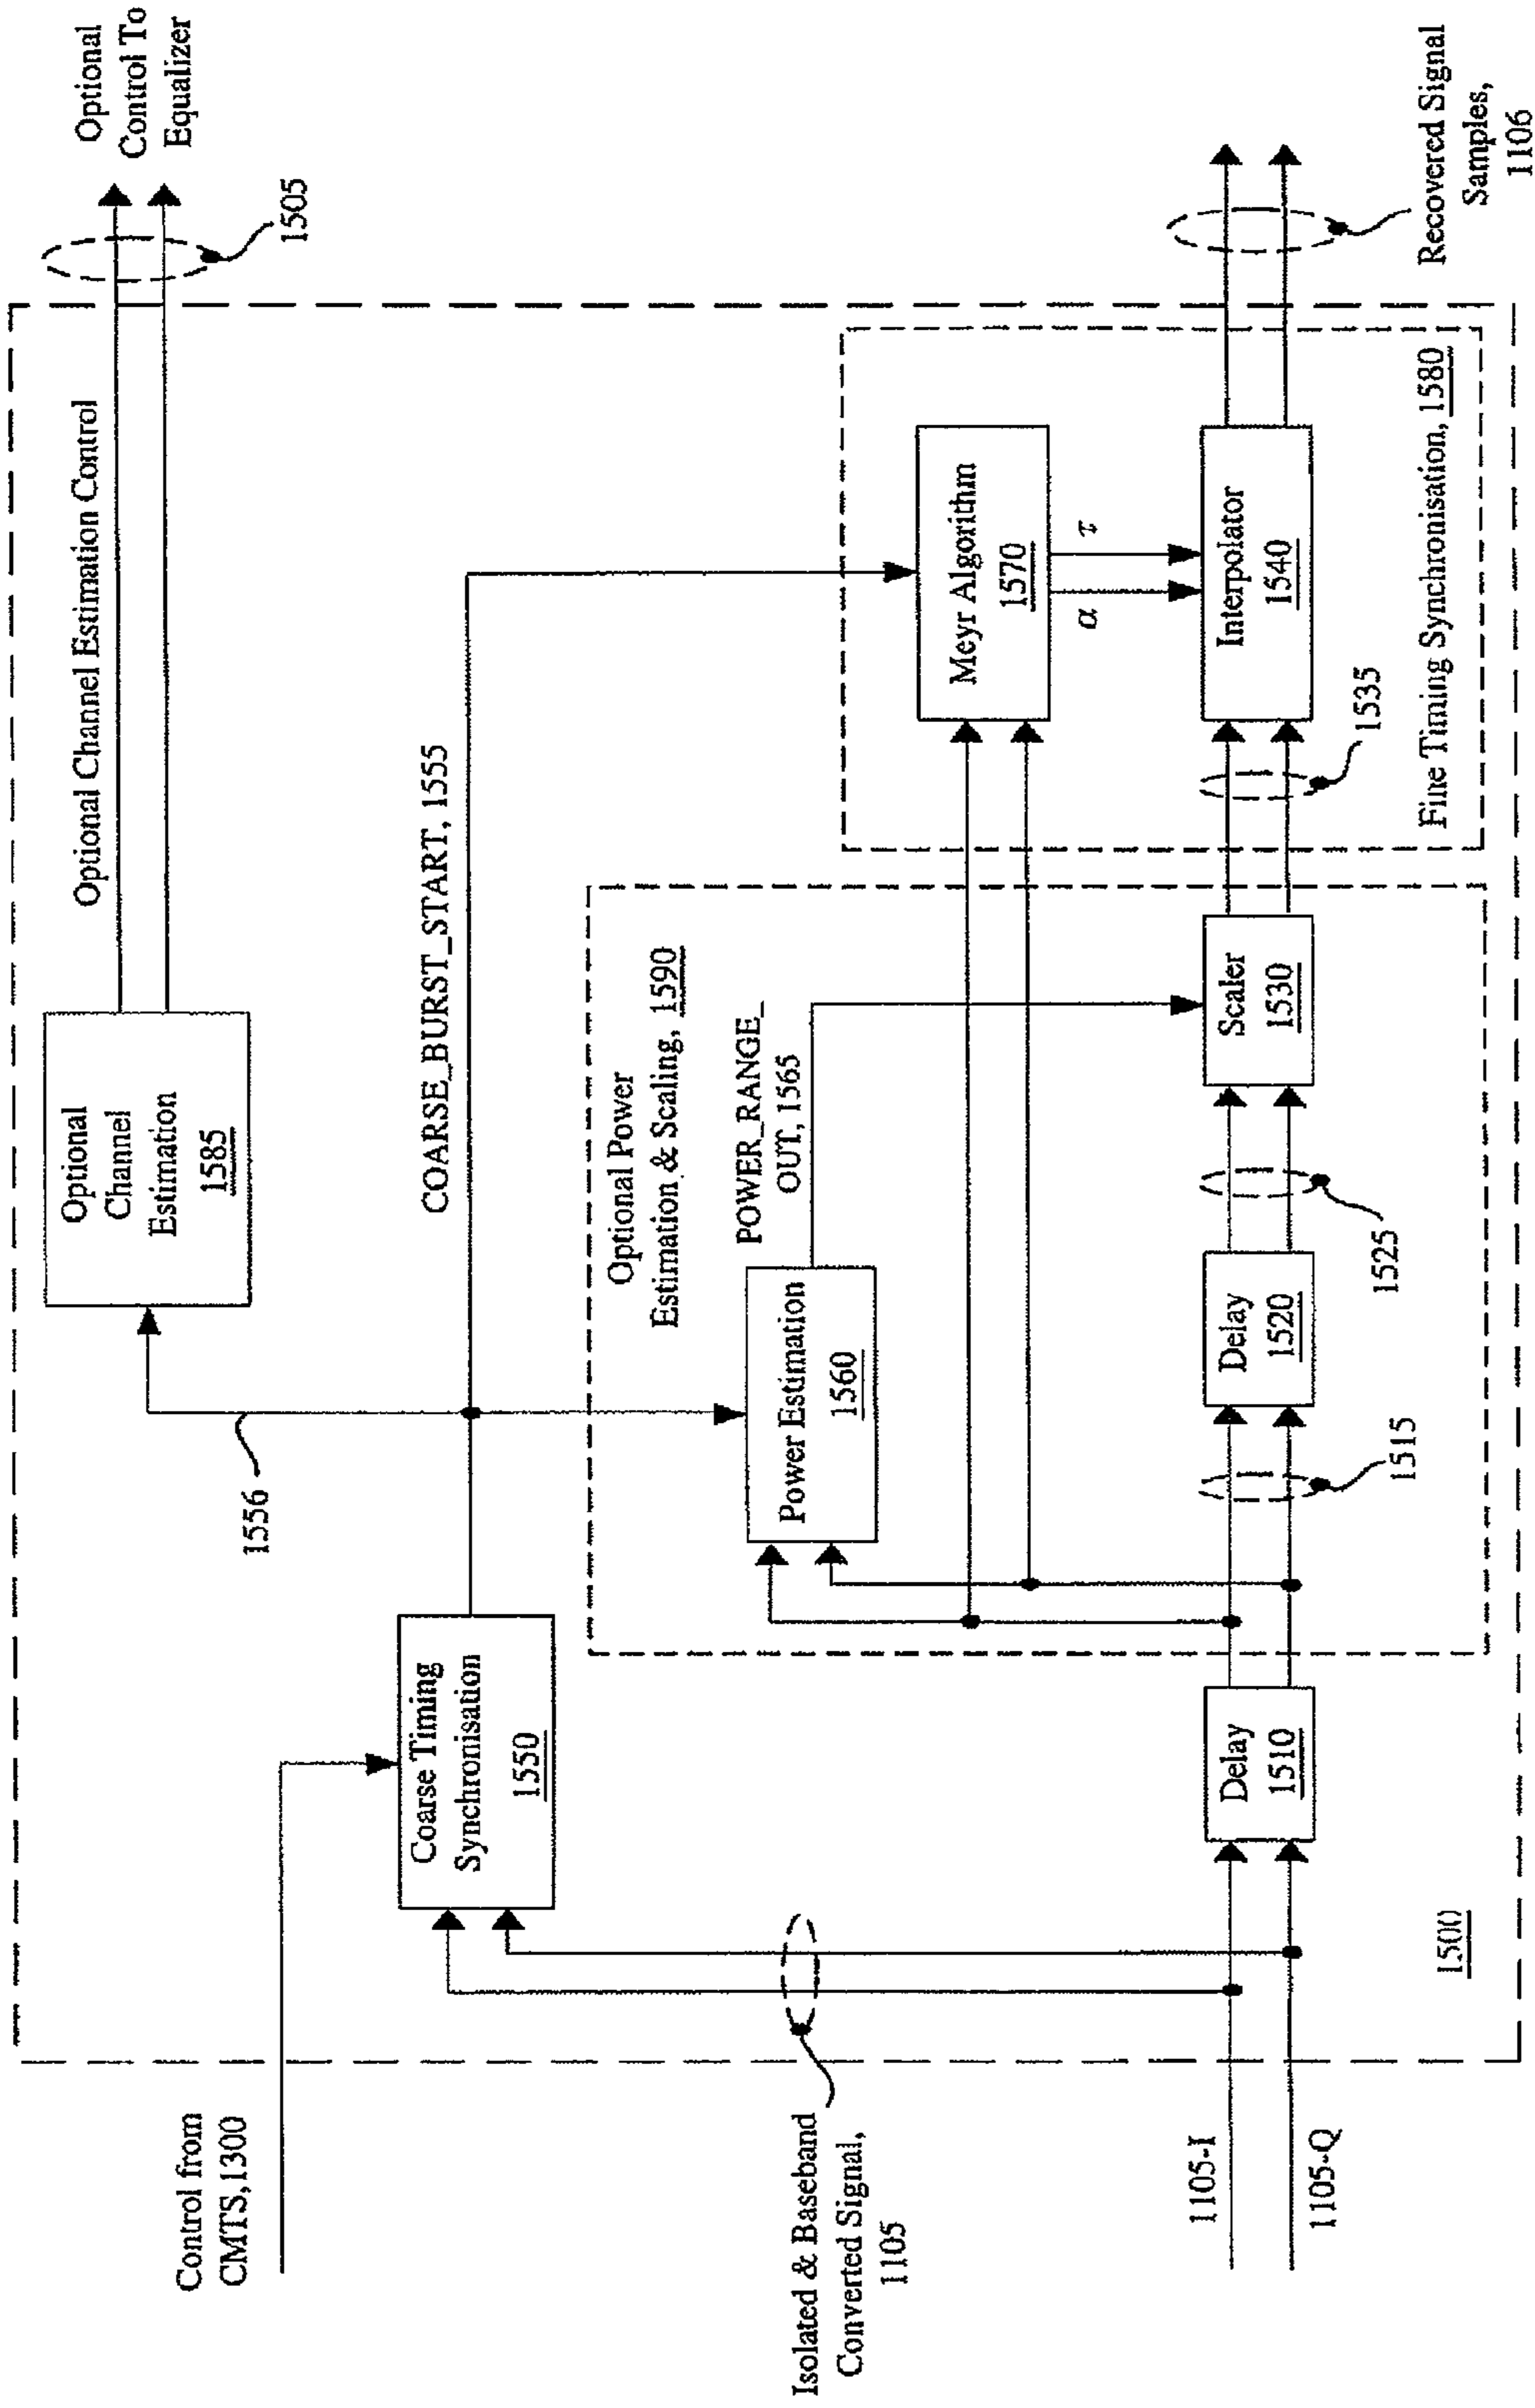 Optional
Control To
Equalizer
1505
Optional Channel Estimation Control
Optional
Channel
Estimation
1585
1556
Control from
CMTS,1300
COARSE_BURST_START, 1555
Coarse Timing
Synchronisation
1550
Optional Power
Estimation & Scaling, 1590
POWER_RANGE_
OUT, 1565
Power Estimation
1560
Meyr Algorithm
1570
α
τ
Isolated & Baseband
Converted Signal,
1105
1105-I
1105-Q
Delay
1510
1515
Delay
1520
1525
Scaler
1530
1535
Interpolator
1540
Fine Timing Synchronisation, 1580
Recovered Signal
Samples,
1106
1500